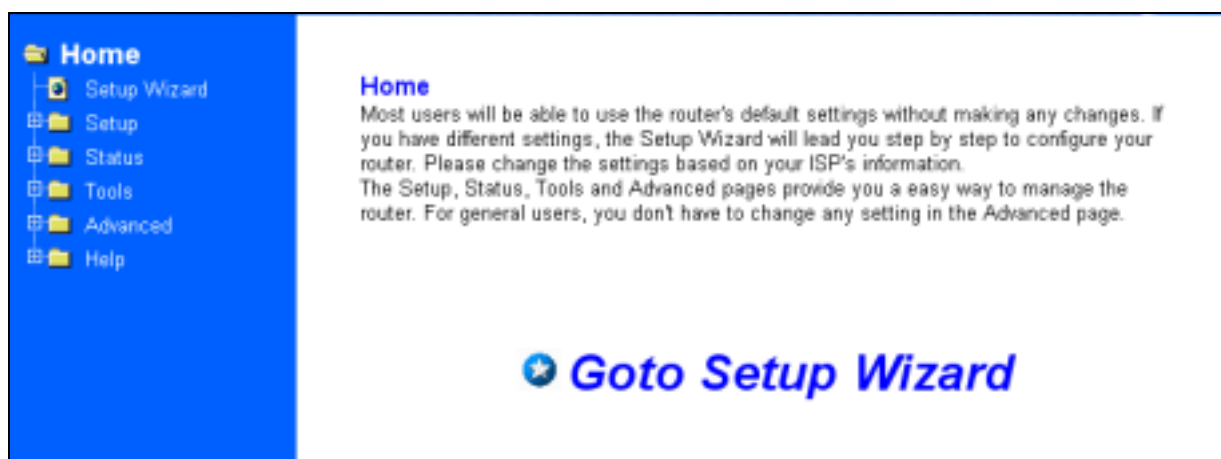 Home
Setup Wizard
Setup
Status
Tools
Advanced
Help
Home
Most users will be able to use the router's default settings without making any changes. If
you have different settings, the Setup Wizard will lead you step by step to configure your
router. Please change the settings based on your ISP's information.
The Setup, Status, Tools and Advanced pages provide you a easy way to manage the
router. For general users, you don't have to change any setting in the Advanced page.
Goto Setup Wizard